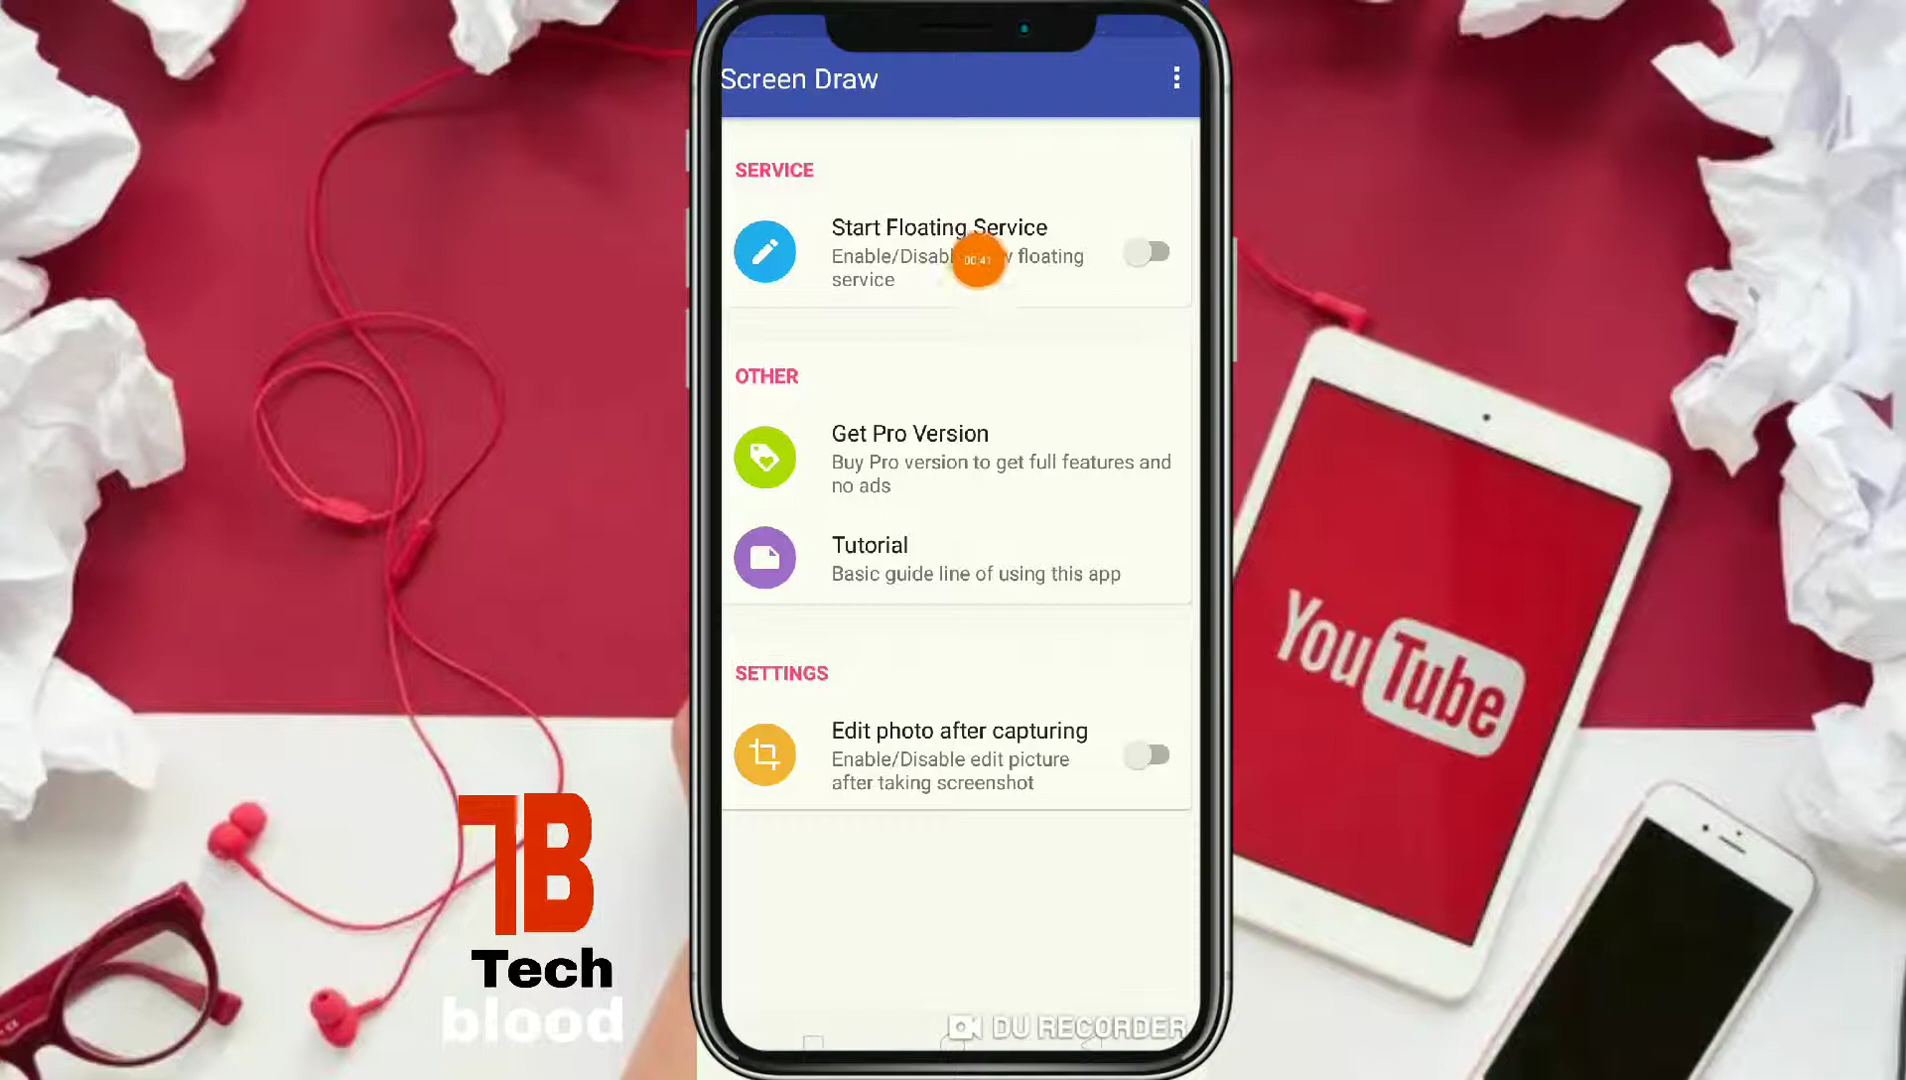 Screen Draw
SERVICE
Start Floating Service
Enable/Disabl floating
service
00:41
OTHER
Get Pro Version
Buy Pro version to get full features and
no ads
Tutorial
Basic guide line of using this app
SETTINGS
Edit photo after capturing
Enable/Disable edit picture
after taking screenshot
DU RECORDER
YouTube
TB
Tech
blood